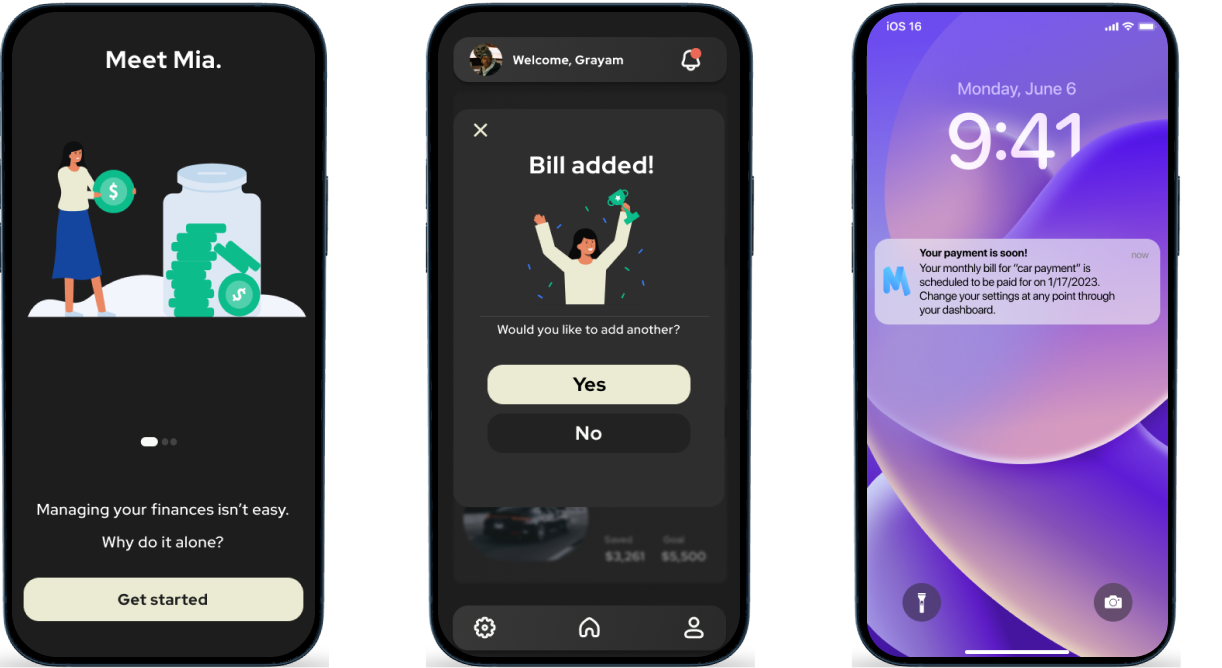 Meet Mia.
$
$
Managing your finances isn’t easy.
Why do it alone?
Get started
Welcome, Grayam
Bill added!
Would you like to add another?
Yes
No
Saved
Goal
$3,261
$5,500
iOS 16
Monday, June 6
9:41
Your payment is soon!
now
Your monthly bill for “car payment” is
scheduled to be paid for on 1/17/2023.
Change your settings at any point through
your dashboard.